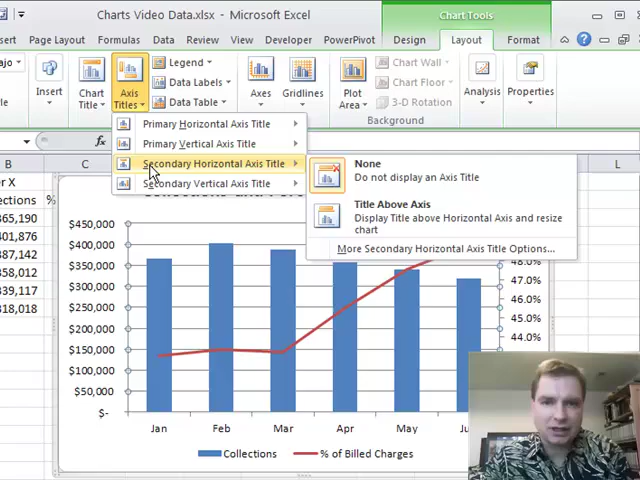 Charts Video Data.xlsx - Microsoft Excel
Chart Tools
Page Layout Formulas Data Review View Developer PowerPivot Design Layout Format
Insert
Chart Title
Axis Titles
Legend
Data Labels
Data Table
Axes
Gridlines
Plot Area
Chart Wall
Chart Floor
3-D Rotation
Background
Analysis
Properties
Primary Horizontal Axis Title
Primary Vertical Axis Title
Secondary Horizontal Axis Title
Secondary Vertical Axis Title
None
Do not display an Axis Title
Title Above Axis
Display Title above Horizontal Axis and resize chart
More Secondary Horizontal Axis Title Options...
fx
B C
r X
%
365,190
401,876
387,142
358,012
318,018
$450,000
$400,000
$350,000
$300,000
$250,000
$200,000
$150,000
$100,000
$50,000
$-
48.0%
47.0%
46.0%
45.0%
44.0%
Jan Feb Mar Apr May
Collections % of Billed Charges